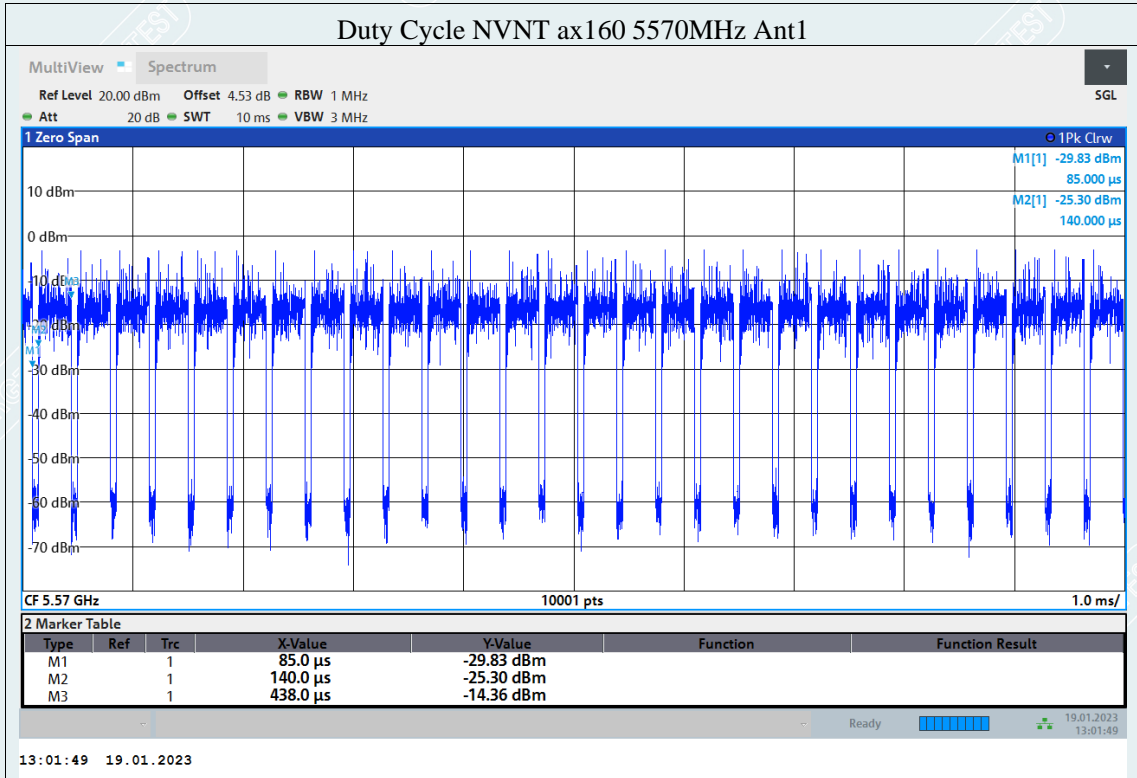 Duty Cycle NVNT ax160 5570MHz Ant1
MultiView Spectrum
Ref Level 20.00 dBm Offset 4.53 dB RBW 1 MHz
SGL
Att 20 dB SWT 10 ms VBW 3 MHz
1 Zero Span 1Pk Clrw
M1[1] -29.83 dBm
85.000 µs
M2[1] -25.30 dBm
140.000 µs
10 dBm
0 dBm
-10 dBm
M3
-20 dBm
M2
M1
-30 dBm
-40 dBm
-50 dBm
-60 dBm
-70 dBm
CF 5.57 GHz 10001 pts 1.0 ms/
2 Marker Table
Type Ref Trc X-Value Y-Value Function Function Result
M1 1 85.0 µs -29.83 dBm
M2 1 140.0 µs -25.30 dBm
M3 1 438.0 µs -14.36 dBm
Ready 19.01.2023
13:01:49
13:01:49 19.01.2023